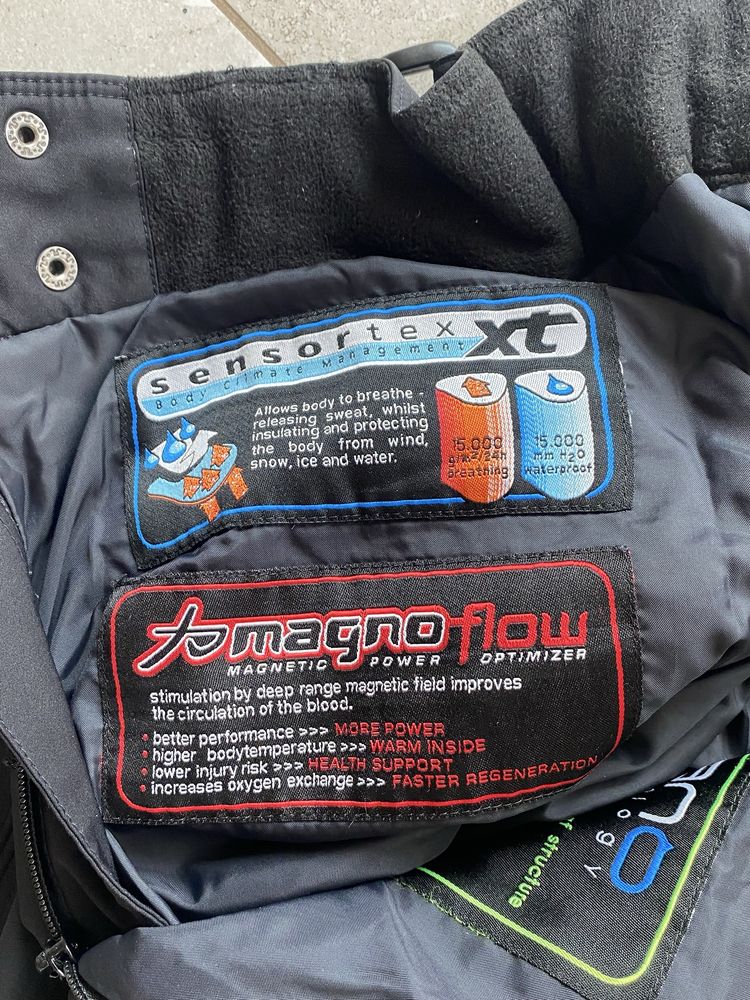 sensortex xt
Body Climate Management
Allows body to breathe -
releasing sweat, whilst
insulating and protecting
the body from wind,
snow, ice and water.
15.000
g/m²/24h
breathing
15.000
mm H2O
waterproof
magnoflow
MAGNETIC POWER OPTIMIZER
stimulation by deep range magnetic field improves
the circulation of the blood.
• better performance >>> MORE POWER
• higher bodytemperature >>> WARM INSIDE
• lower injury risk >>> HEALTH SUPPORT
• increases oxygen exchange >>> FASTER REGENERATION
structure